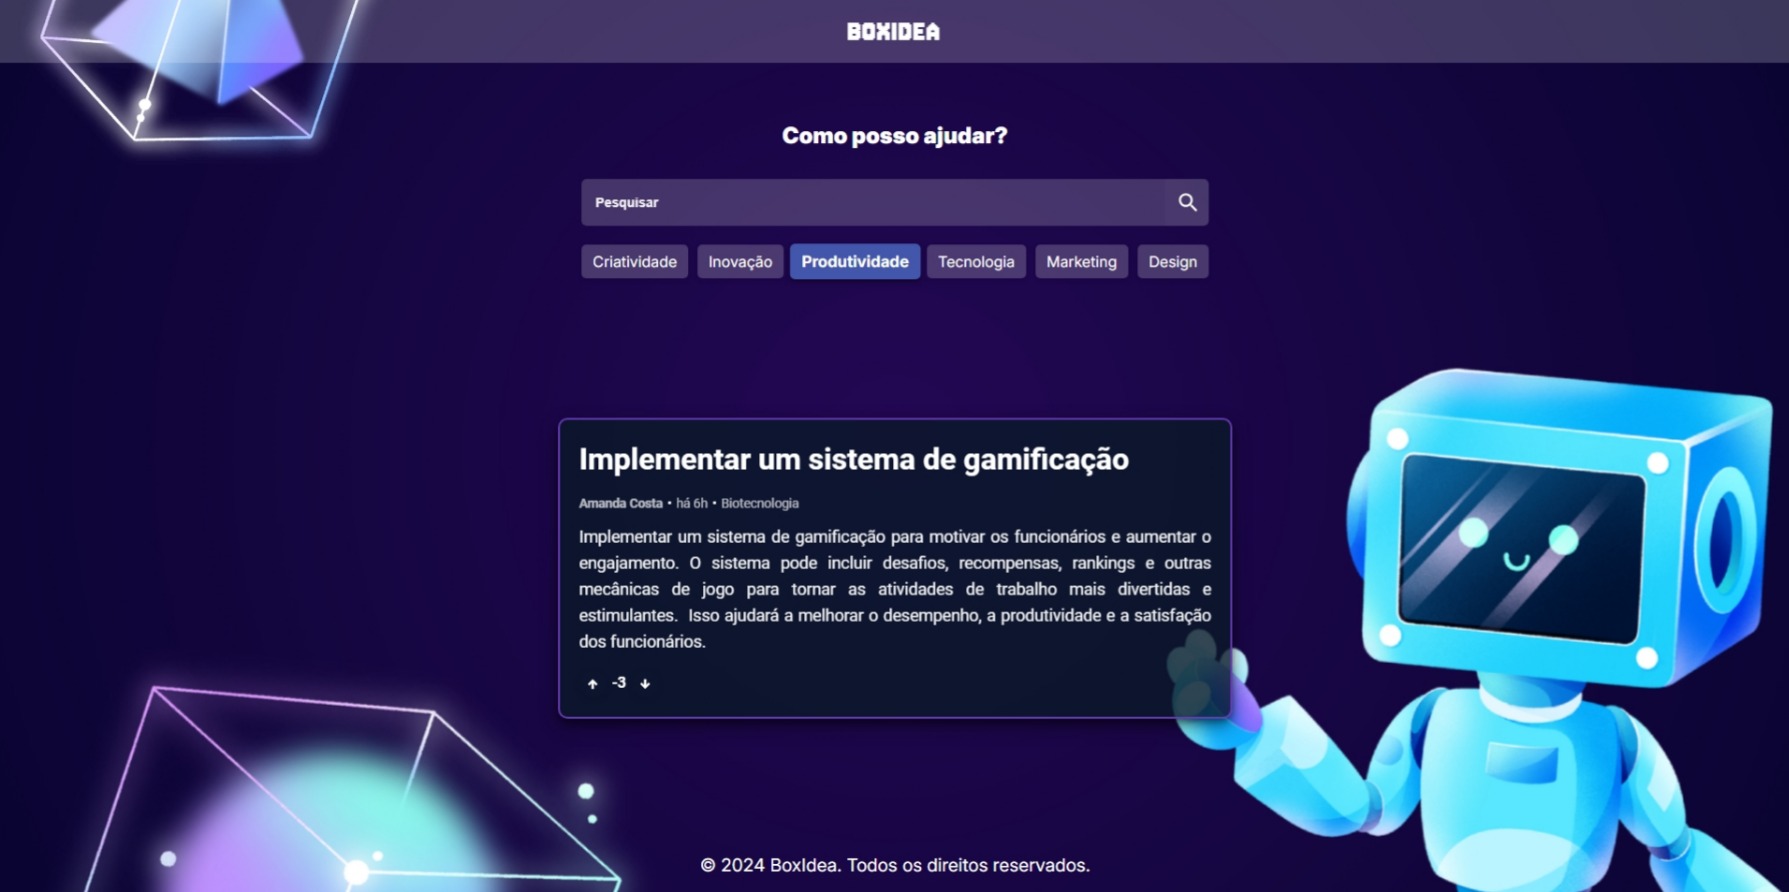 BOXIDEA
Como posso ajudar?
Pesquisar
Criatividade Inovação Produtividade Tecnologia Marketing Design
Implementar um sistema de gamificação
Amanda Costa • há 6h • Biotecnologia
Implementar um sistema de gamificação para motivar os funcionários e aumentar o
engajamento. O sistema pode incluir desafios, recompensas, rankings e outras
mecânicas de jogo para tornar as atividades de trabalho mais divertidas e
estimulantes. Isso ajudará a melhorar o desempenho, a produtividade e a satisfação
dos funcionários.
↑ -3 ↓
© 2024 BoxIdea. Todos os direitos reservados.